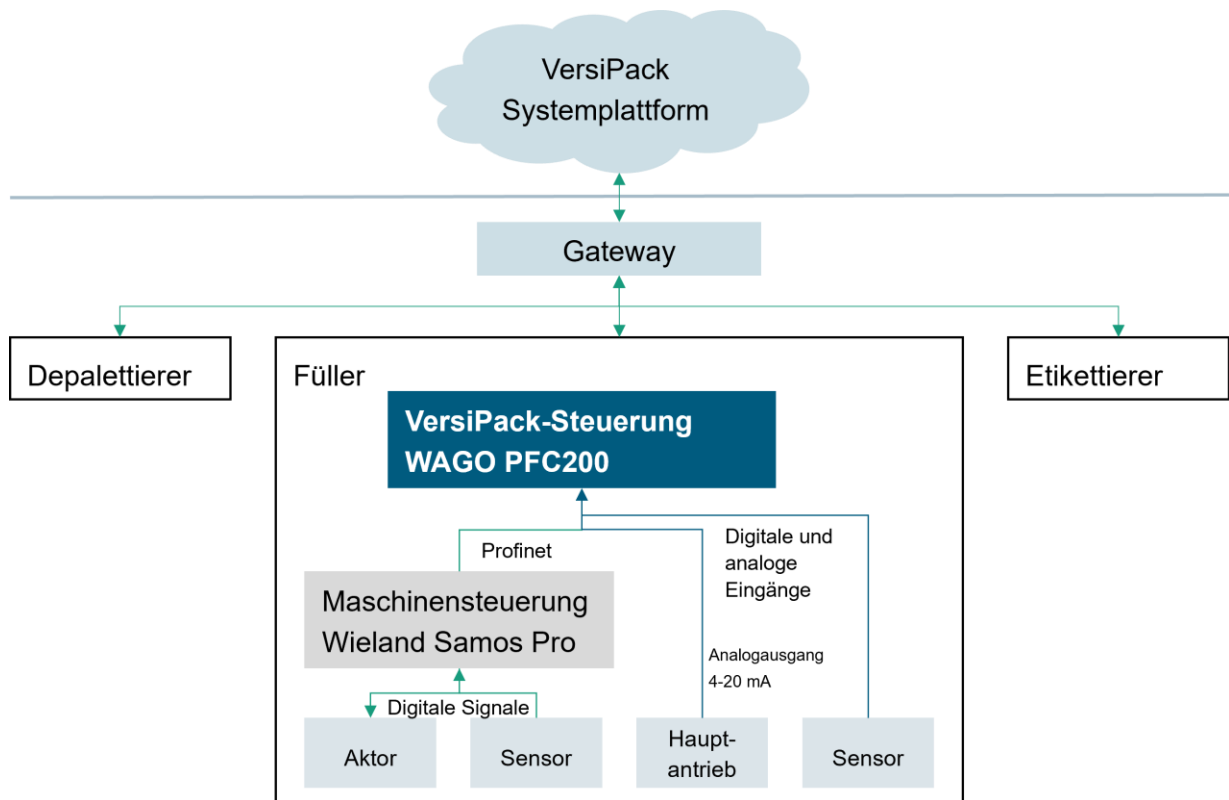 VersiPack
Systemplattform
Gateway
Depalettierer
Füller
Etikettierer
VersiPack-Steuerung
WAGO PFC200
Profinet
Digitale und
analoge
Eingänge
Maschinensteuerung
Wieland Samos Pro
Analogausgang
4-20 mA
Digitale Signale
Aktor
Sensor
Haupt-
antrieb
Sensor